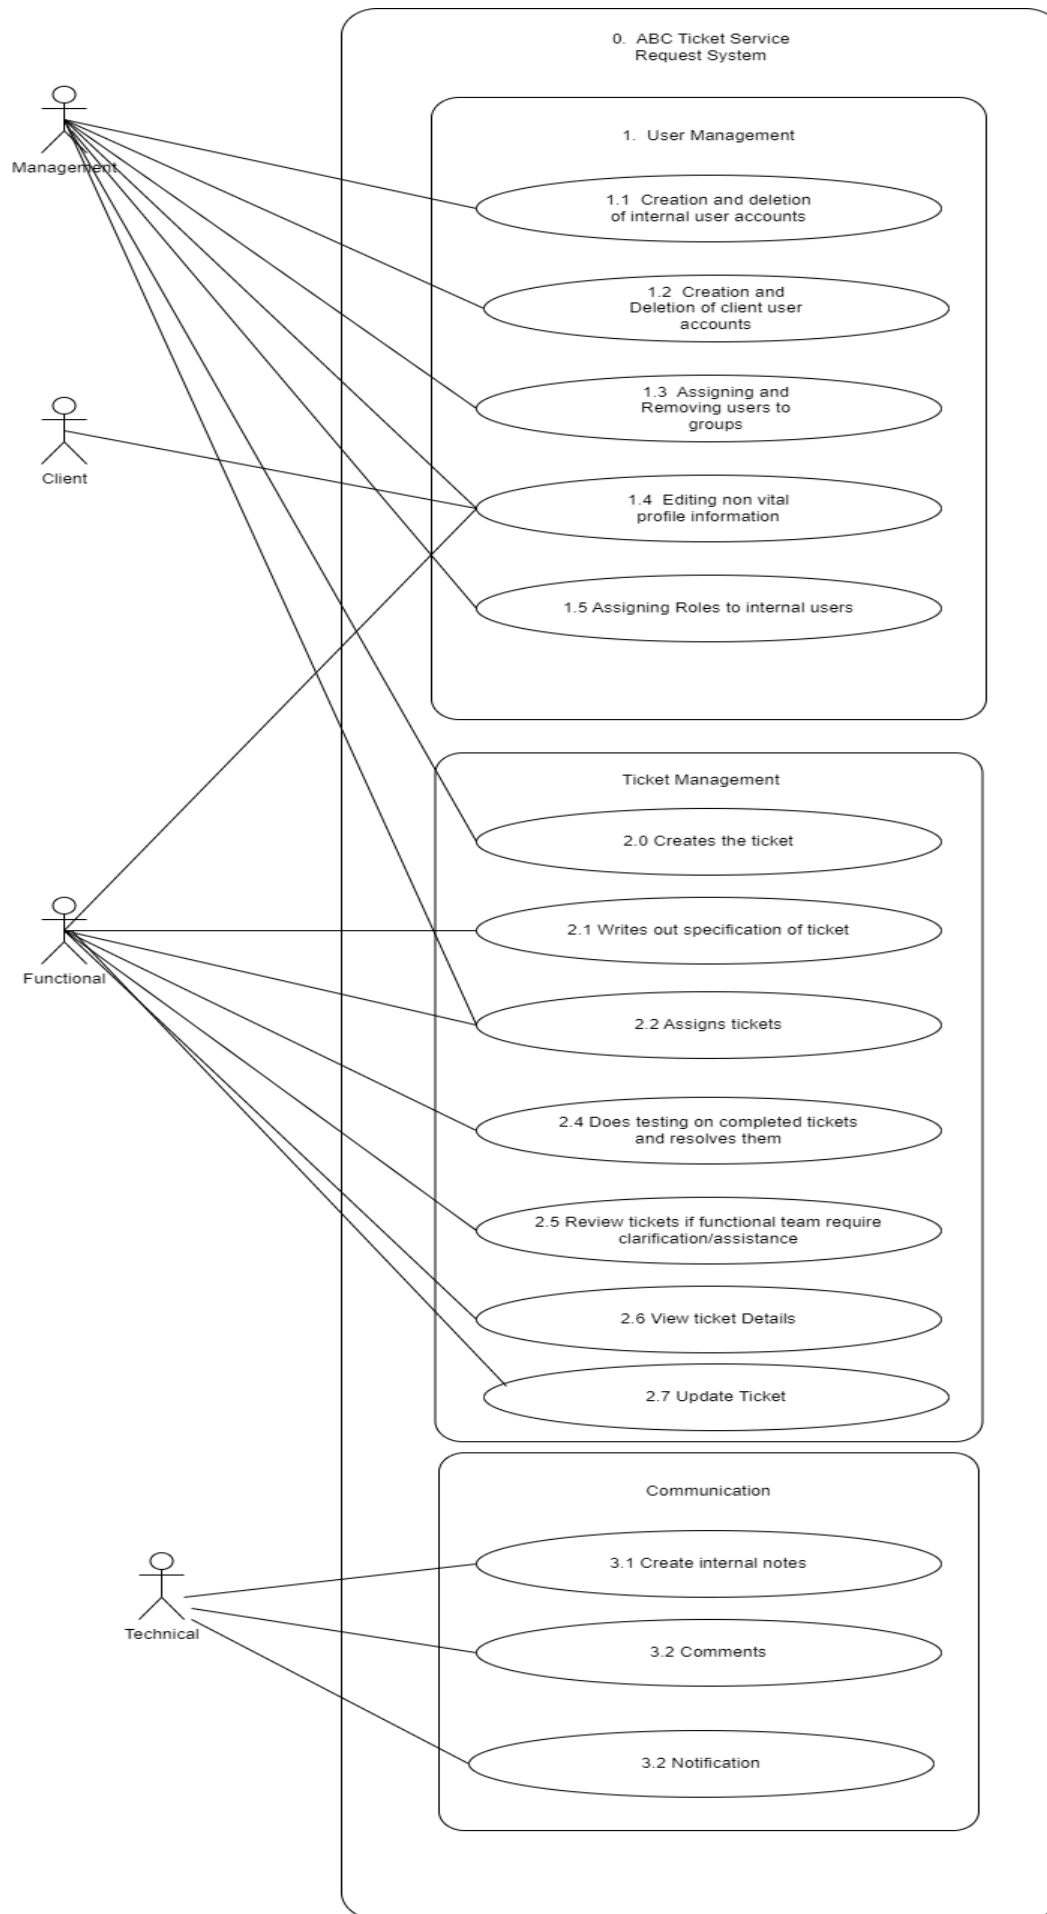 0. ABC Ticket Service
Request System
1. User Management
Management
1.1 Creation and deletion
of internal user accounts
1.2 Creation and
Deletion of client user
accounts
1.3 Assigning and
Removing users to
groups
Client
1.4 Editing non vital
profile information
1.5 Assigning Roles to internal users
Ticket Management
2.0 Creates the ticket
2.1 Writes out specification of ticket
Functional
2.2 Assigns tickets
2.4 Does testing on completed tickets
and resolves them
2.5 Review tickets if functional team require
clarification/assistance
2.6 View ticket Details
2.7 Update Ticket
Communication
3.1 Create internal notes
Technical
3.2 Comments
3.2 Notification